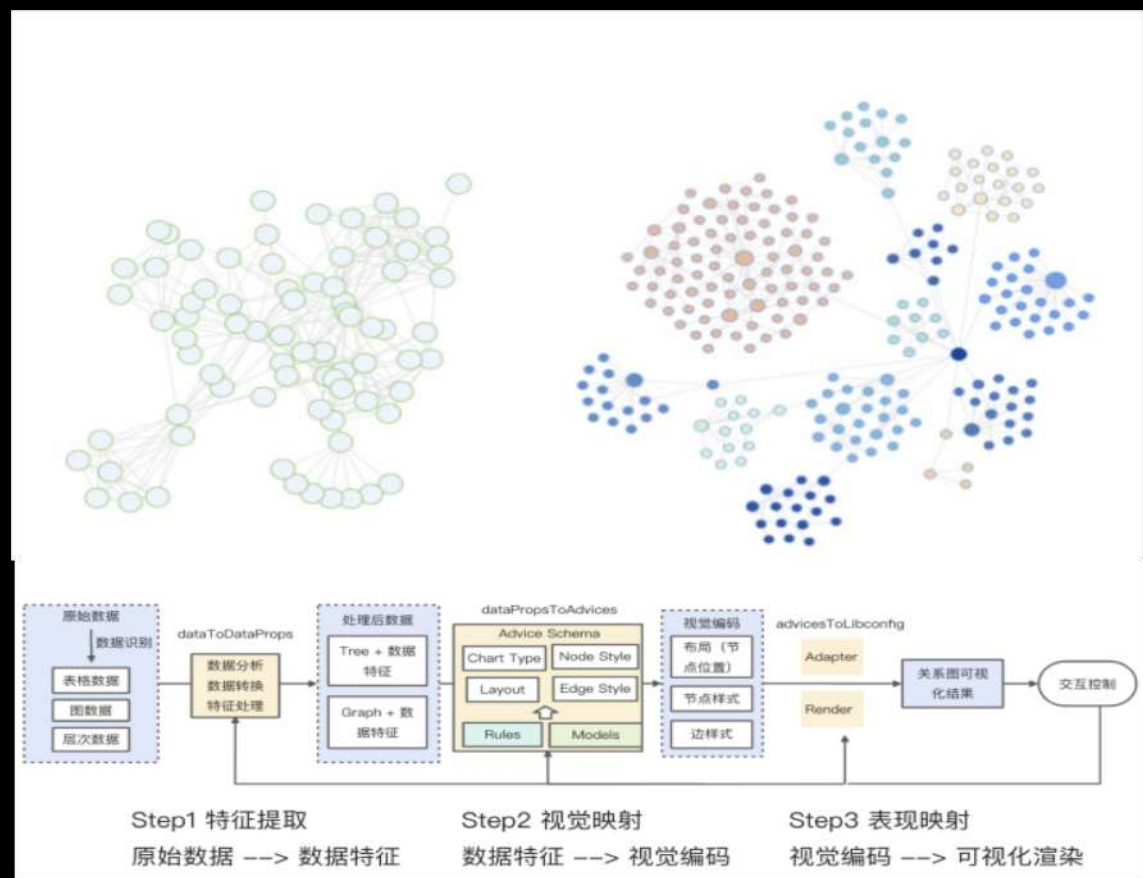 原始数据
数据识别
表格数据
图数据
层次数据
dataToDataProps
数据分析
数据转换
特征处理
处理后数据
Tree + 数据
特征
Graph + 数
据特征
dataPropsToAdvices
Advice Schema
Chart Type
Node Style
Layout
Edge Style
Rules
Models
视觉编码
布局（节
点位置）
节点样式
边样式
advicesToLibconfig
Adapter
Render
关系图可视
化结果
交互控制
Step1 特征提取
原始数据 --> 数据特征
Step2 视觉映射
数据特征 --> 视觉编码
Step3 表现映射
视觉编码 --> 可视化渲染